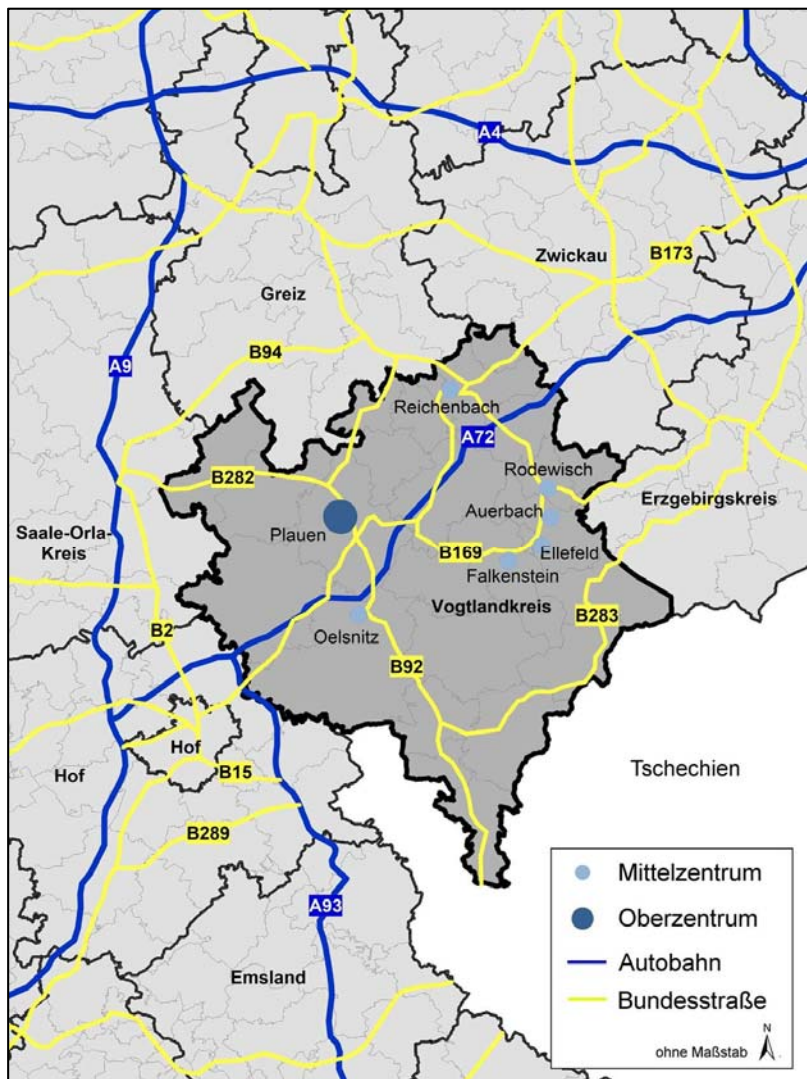 A4
Zwickau
B173
Greiz
B94
A9
Reichenbach
A72
Rodewisch
B282
Auerbach
Erzgebirgskreis
Saale-Orla-
Kreis
Plauen
B169
Ellefeld
Falkenstein
Vogtlandkreis
B283
B2
Oelsnitz
B92
Hof
Hof
B15
Tschechien
B289
A93
Emsland
Mittelzentrum
Oberzentrum
Autobahn
Bundesstraße
N
ohne Maßstab